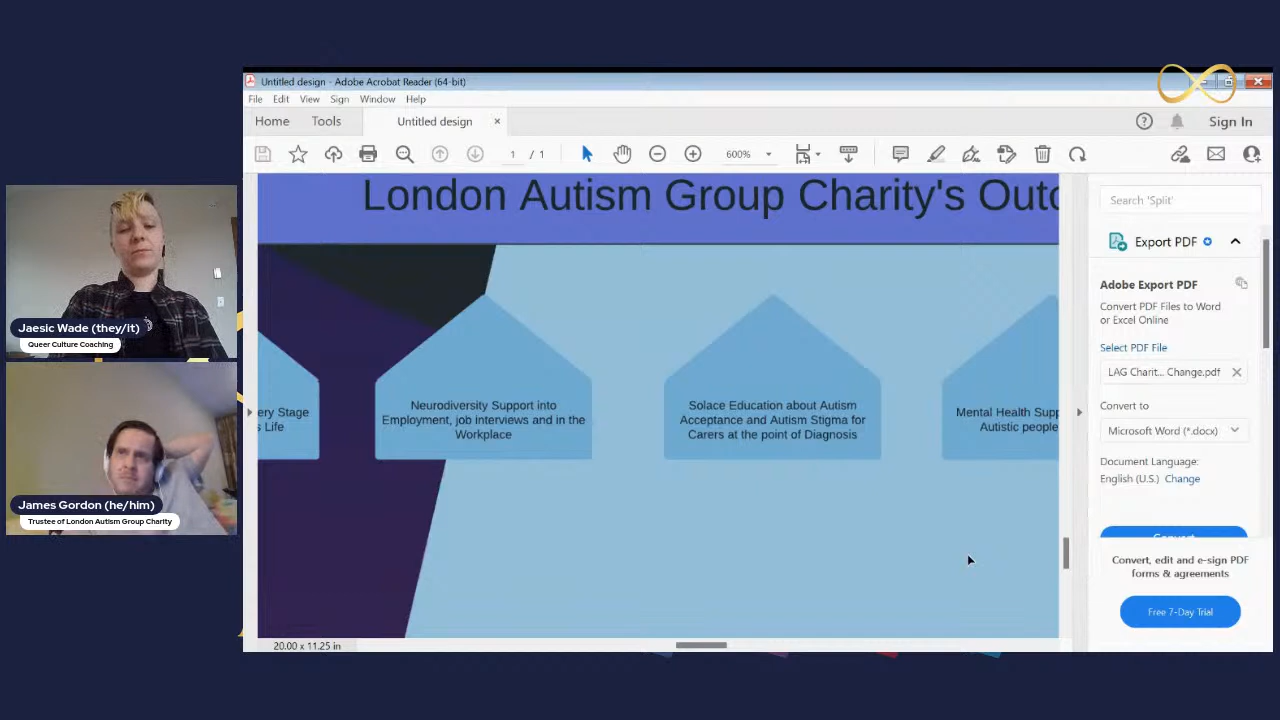 Untitled design - Adobe Acrobat Reader (64-bit)
File Edit View Sign Window Help
Home Tools Untitled design ×
Sign In
1 / 1
600%
London Autism Group Charity's Outc
ery Stage
s Life
Neurodiversity Support into
Employment, job interviews and in the
Workplace
Solace Education about Autism
Acceptance and Autism Stigma for
Carers at the point of Diagnosis
Mental Health Supp
Autistic people
20.00 x 11.25 in
Search 'Split'
Export PDF
Adobe Export PDF
Convert PDF Files to Word
or Excel Online
Select PDF File
LAG Charit... Change.pdf
Convert to
Microsoft Word (*.docx)
Document Language:
English (U.S.) Change
Convert
Convert, edit and e-sign PDF
forms & agreements
Free 7-Day Trial
Jaesic Wade (they/it)
Queer Culture Coaching
James Gordon (he/him)
Trustee of London Autism Group Charity